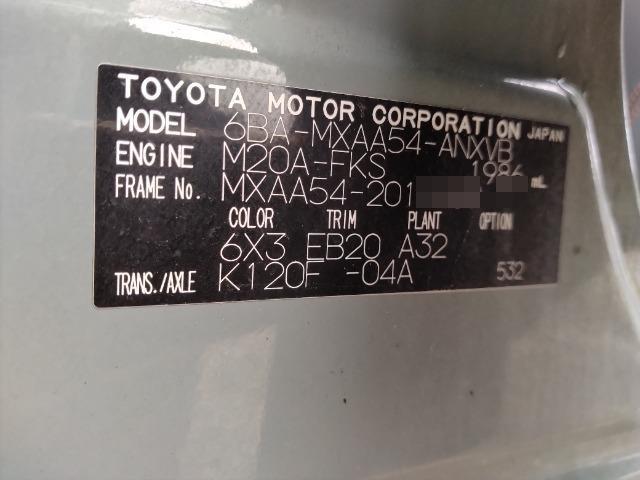 TOYOTA MOTOR CORPORATION JAPAN
MODEL 6BA-MXAA54-ANXVB
ENGINE M20A-FKS 1986 mL
FRAME No. MXAA54-201
COLOR TRIM PLANT OPTION
6X3 EB20 A32
TRANS./AXLE K120F -04A 532